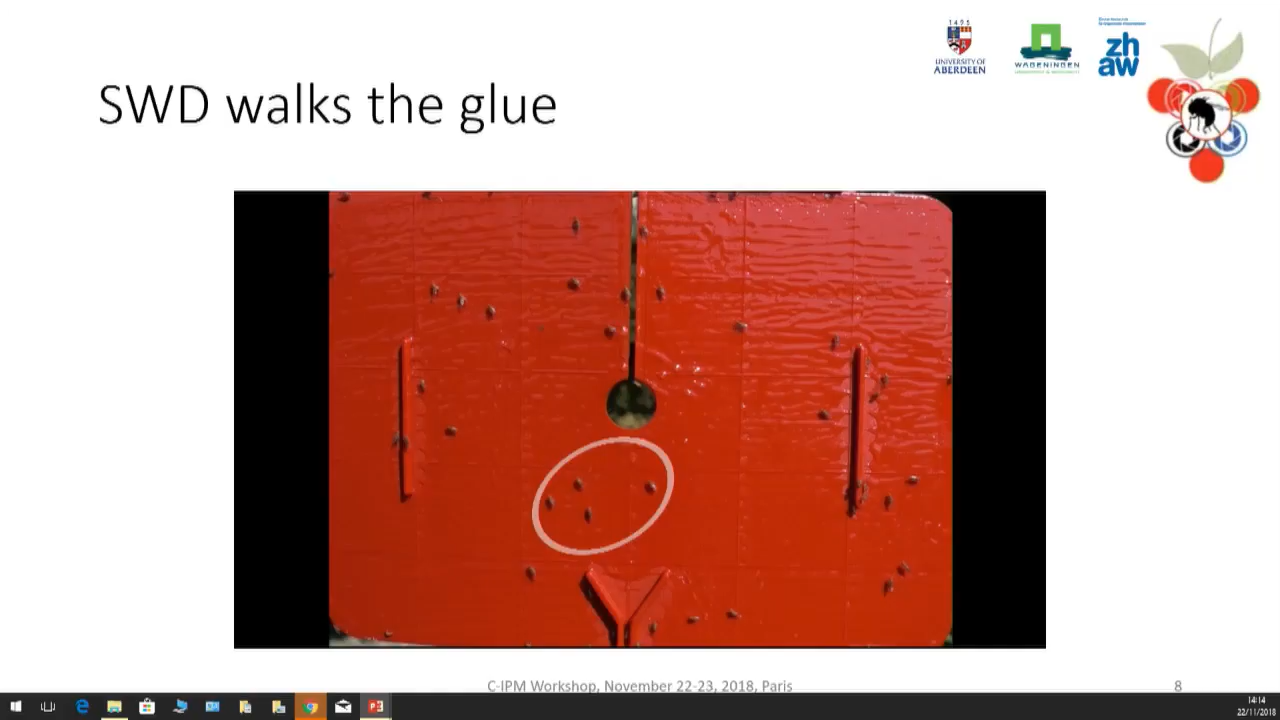 1495
UNIVERSITY OF
ABERDEEN
WAGENINGEN
zh
aw
SWD walks the glue
C-IPM Workshop, November 22-23, 2018, Paris
8
14:14
22/11/2018